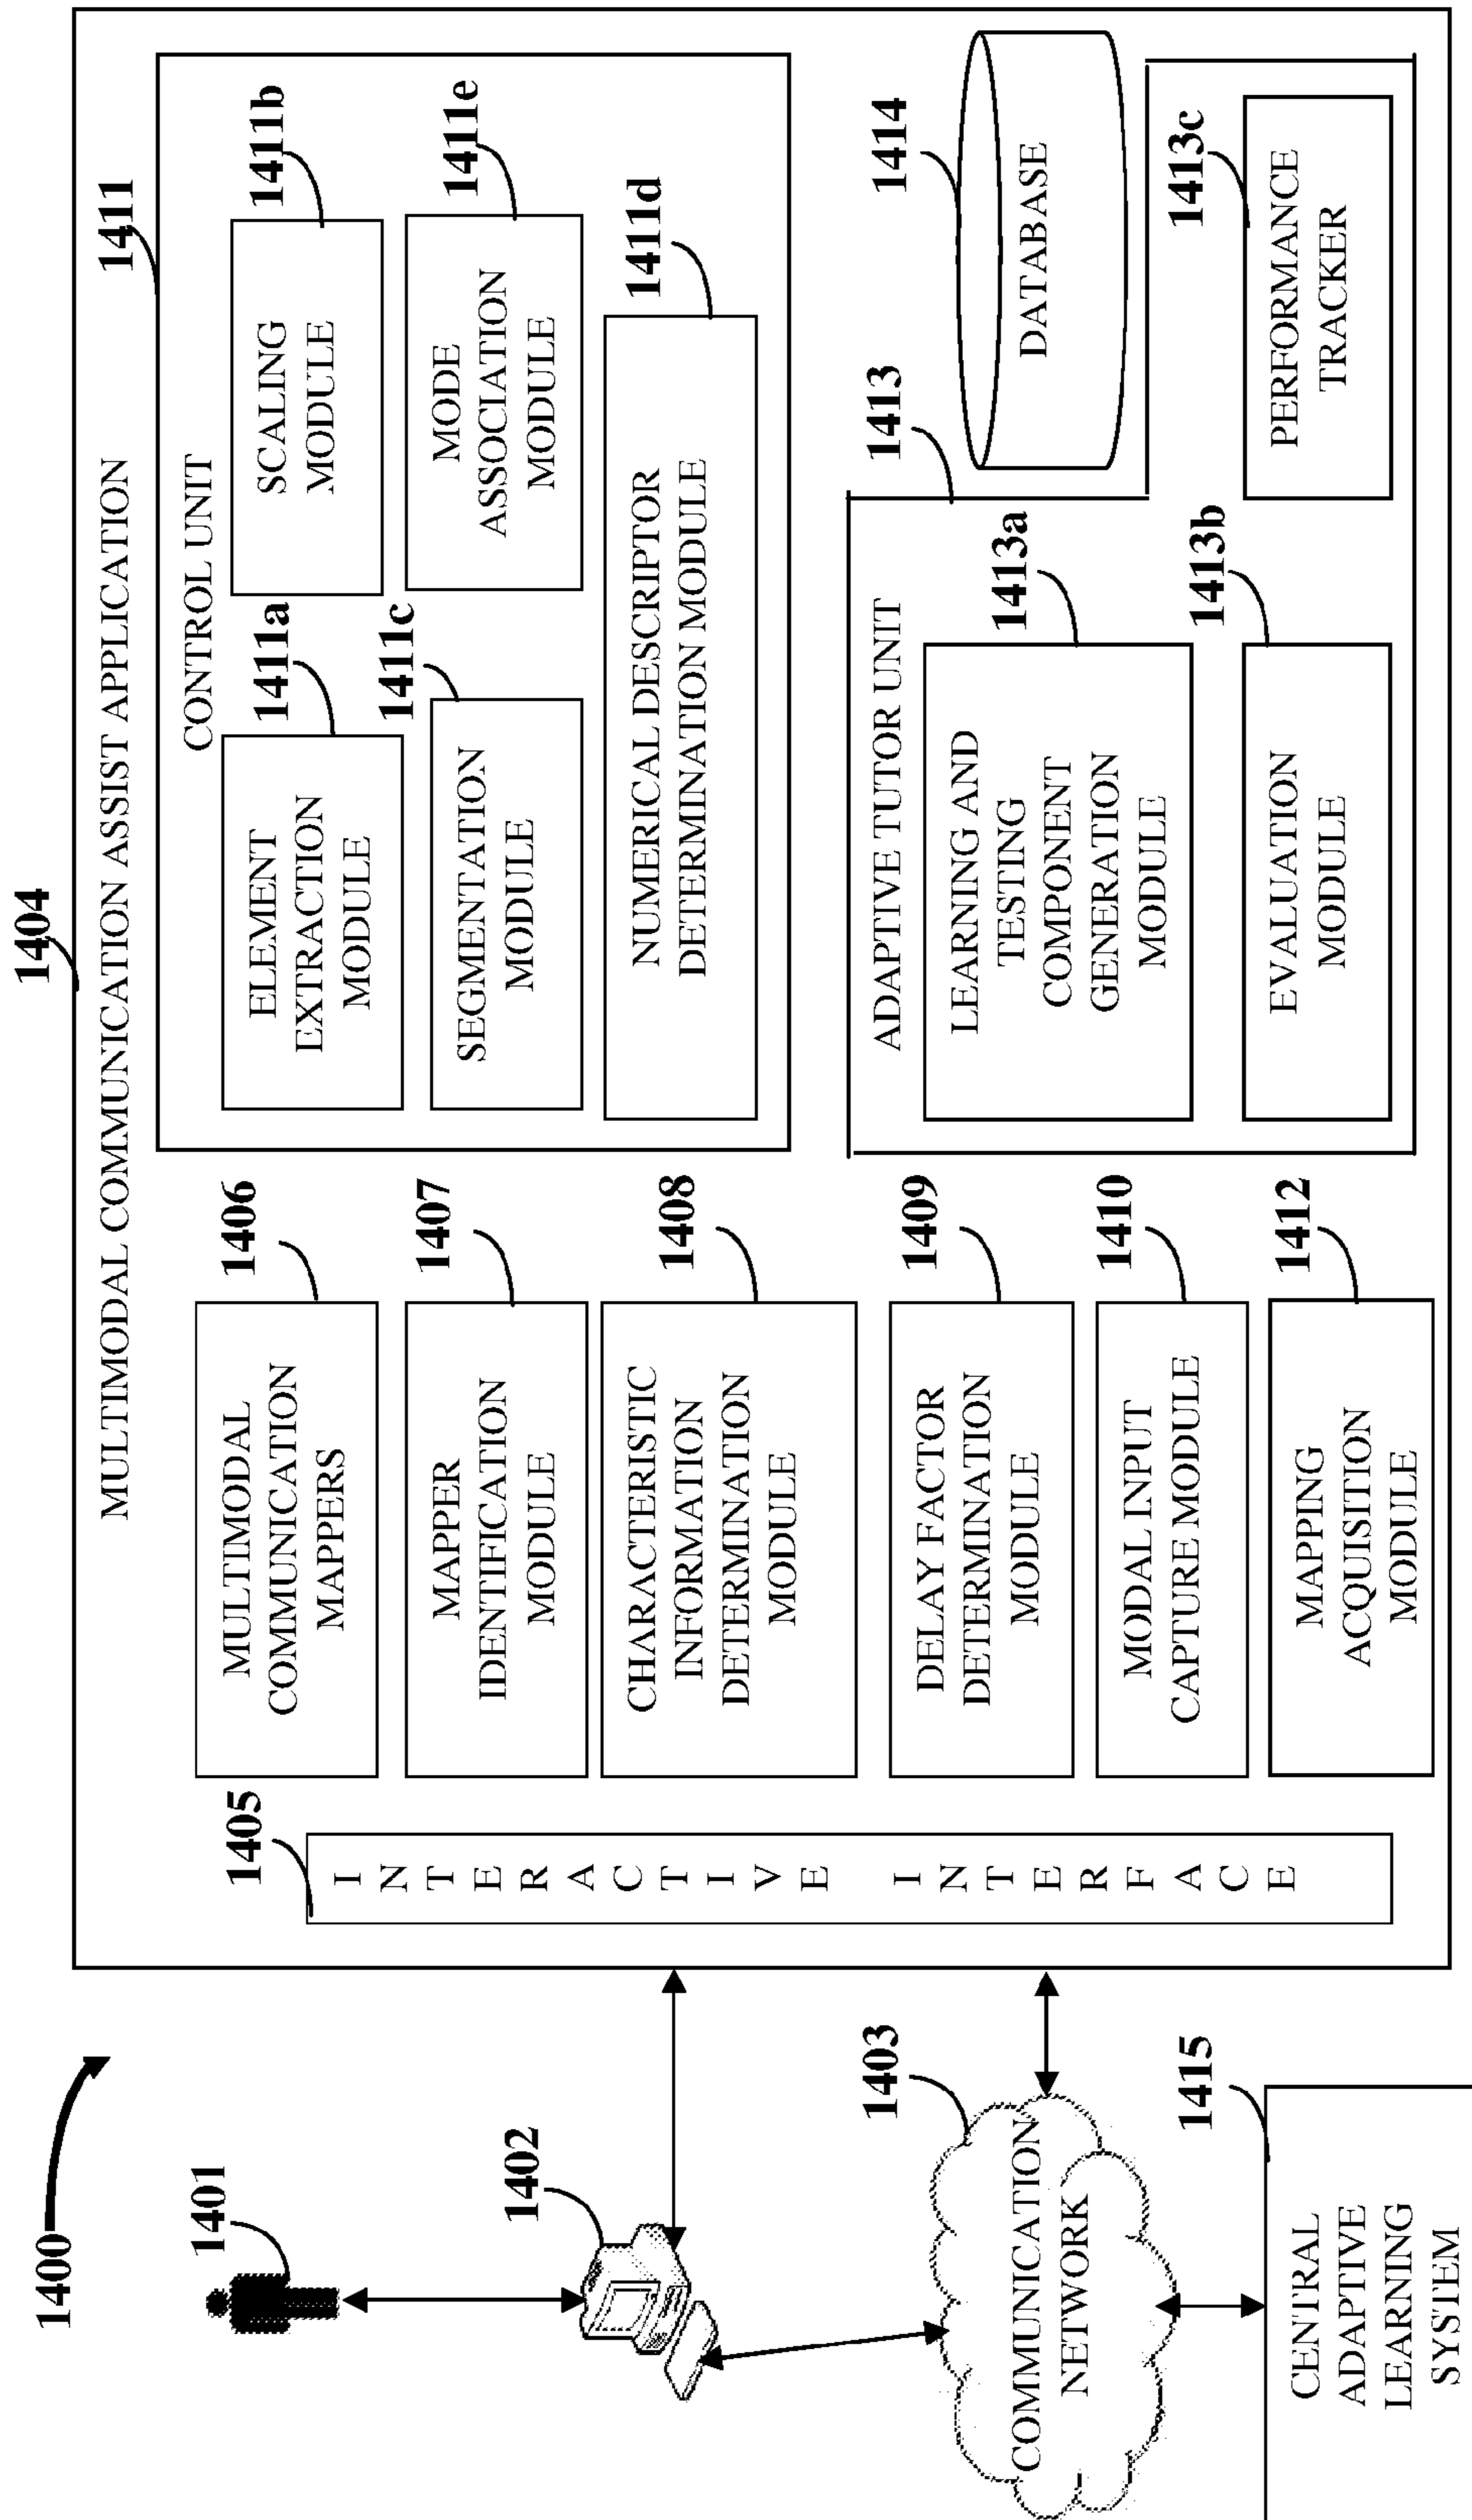 1400
1401
1402
1403
COMMUNICATION
NETWORK
1415
CENTRAL
ADAPTIVE
LEARNING
SYSTEM
1404
MULTIMODAL COMMUNICATION ASSIST APPLICATION
1405
INTERACTIVE INTERFACE
1406
MULTIMODAL
COMMUNICATION
MAPPERS
1407
MAPPER
IDENTIFICATION
MODULE
1408
CHARACTERISTIC
INFORMATION
DETERMINATION
MODULE
1409
DELAY FACTOR
DETERMINATION
MODULE
1410
MODAL INPUT
CAPTURE MODULE
1412
MAPPING
ACQUISITION
MODULE
1411
CONTROL UNIT
1411a
ELEMENT
EXTRACTION
MODULE
1411b
SCALING
MODULE
1411c
SEGMENTATION
MODULE
1411e
MODE
ASSOCIATION
MODULE
1411d
NUMERICAL DESCRIPTOR
DETERMINATION MODULE
1413
ADAPTIVE TUTOR UNIT
1413a
LEARNING AND
TESTING
COMPONENT
GENERATION
MODULE
1413b
EVALUATION
MODULE
1414
DATABASE
1413c
PERFORMANCE
TRACKER